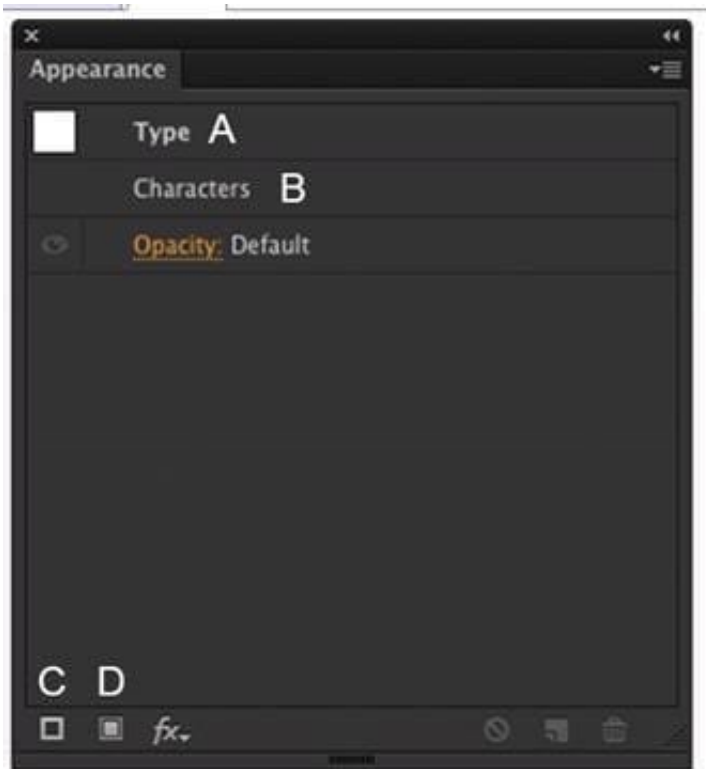 Appearance
Type A
Characters B
Opacity: Default
C D
fx